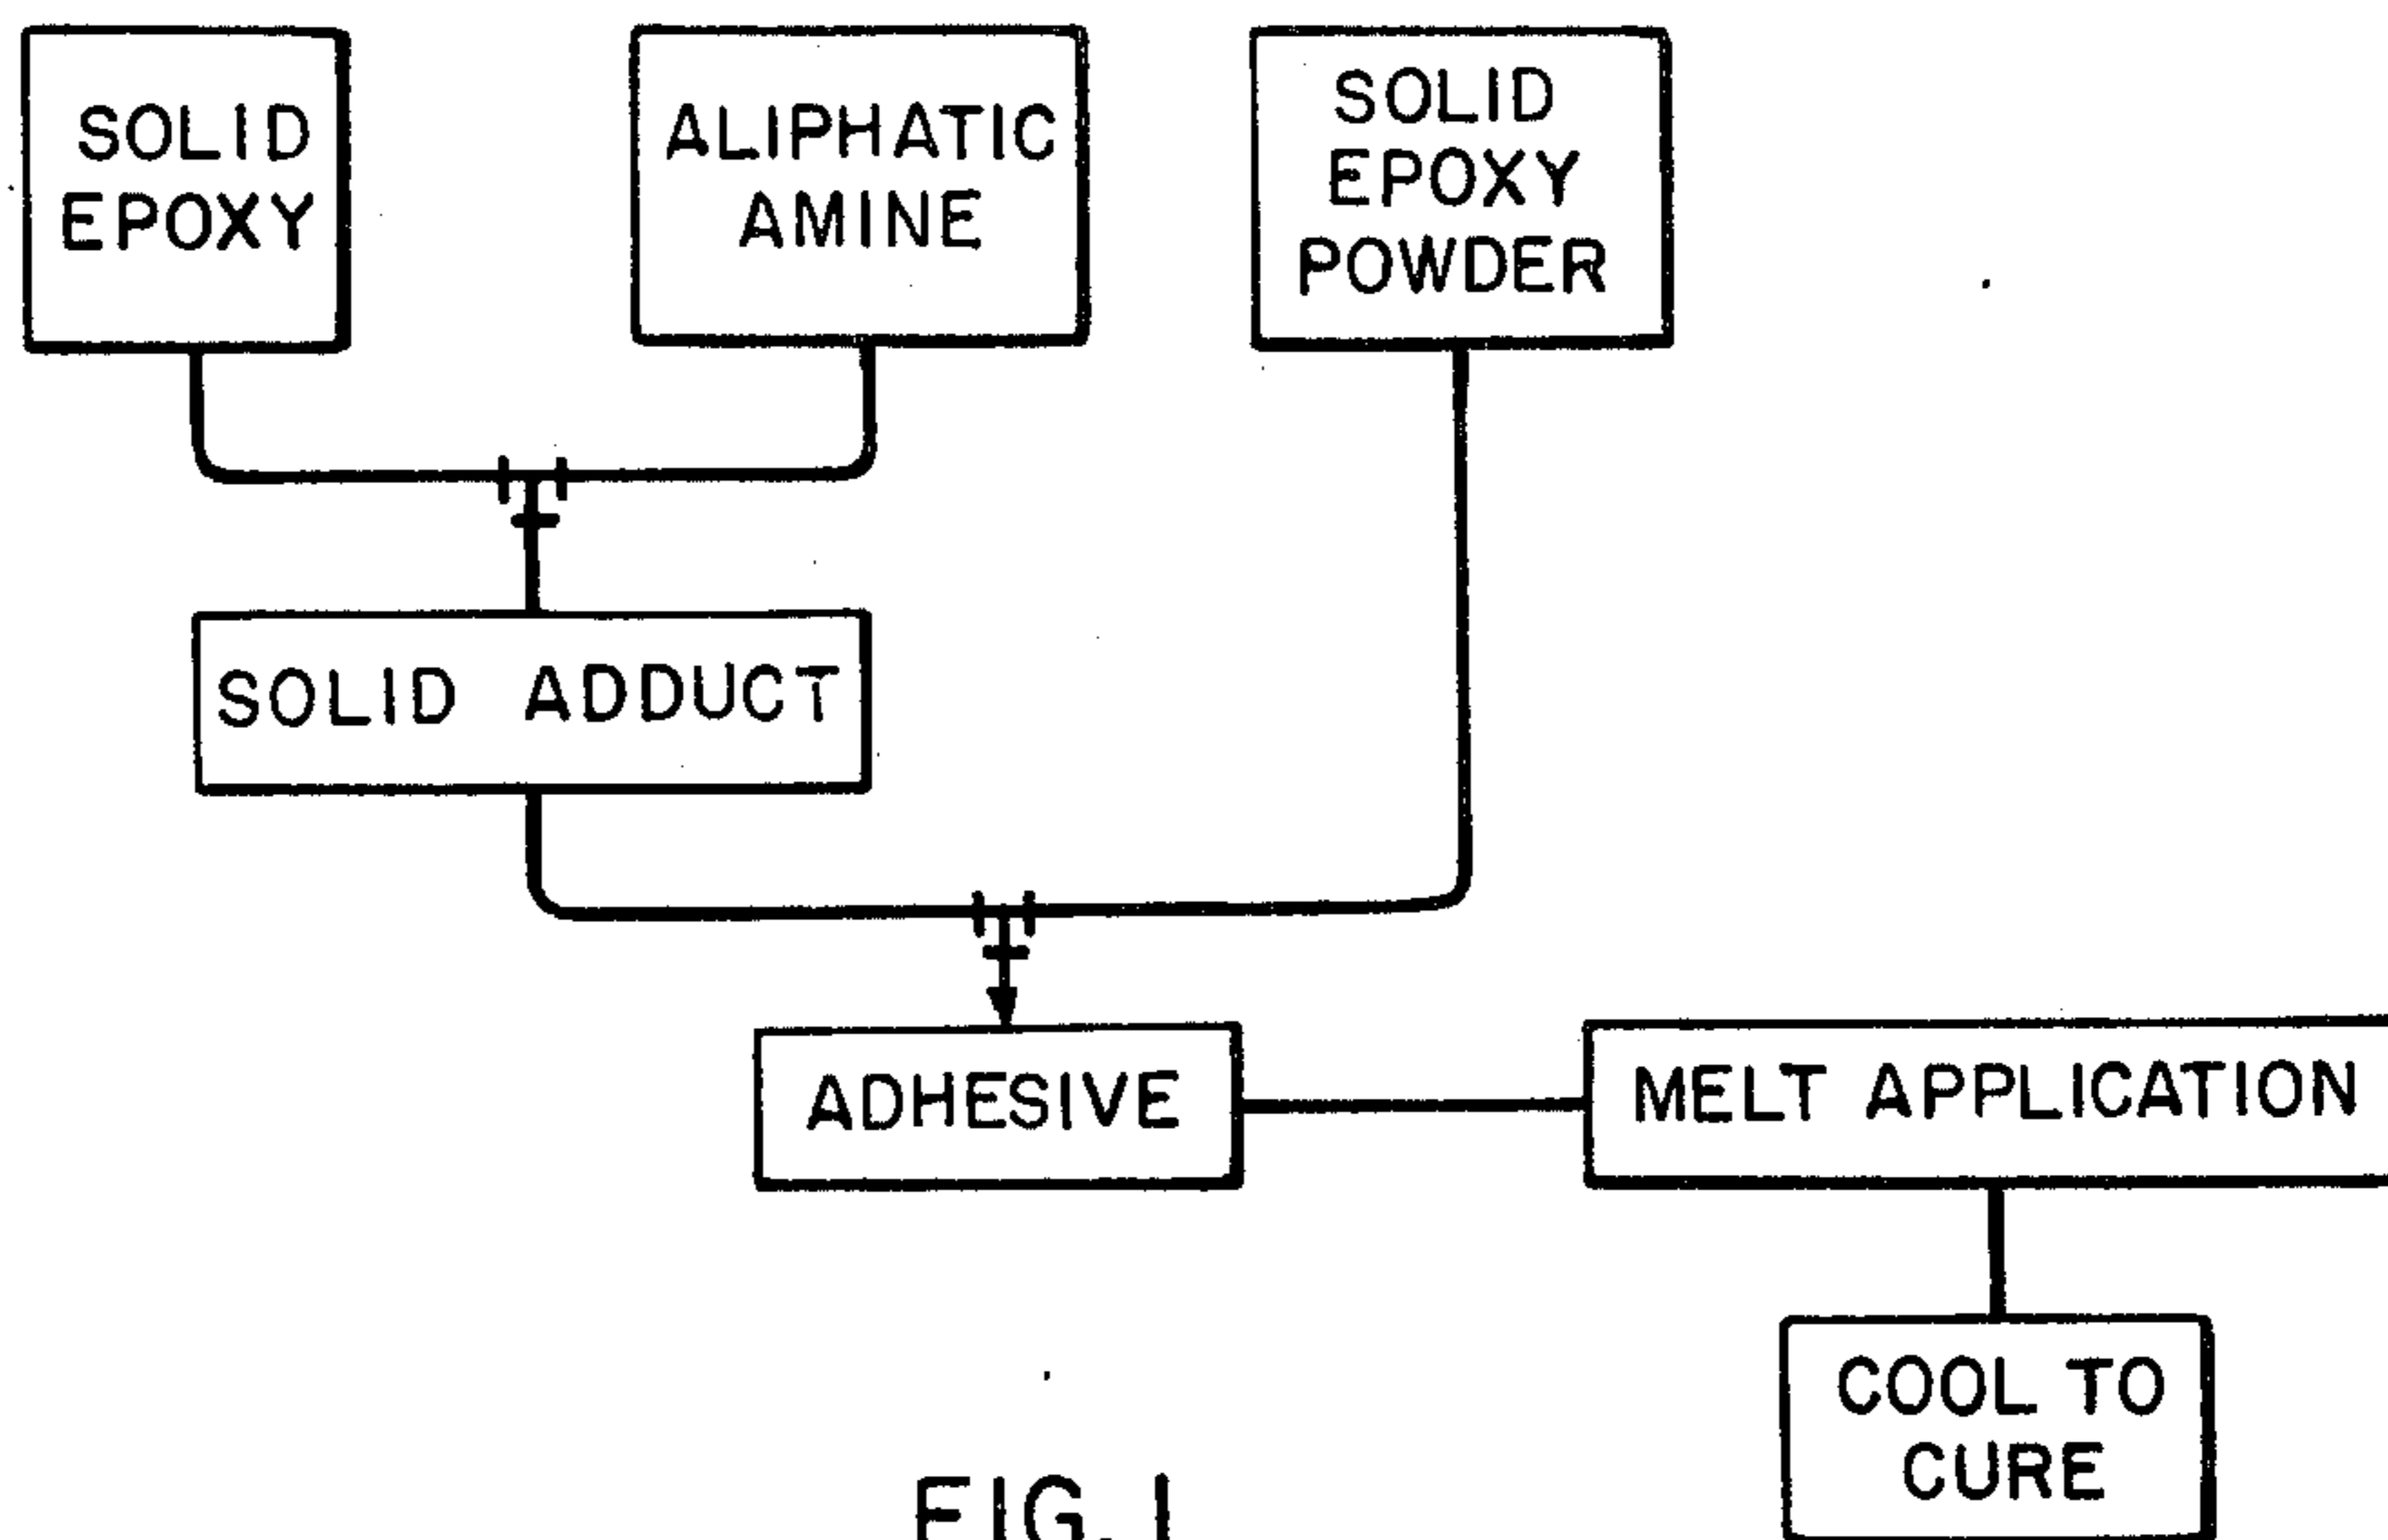 SOLID
EPOXY
ALIPHATIC
AMINE
SOLID
EPOXY
POWDER
SOLID ADDUCT
ADHESIVE
MELT APPLICATION
COOL TO
CURE
FIG. 1